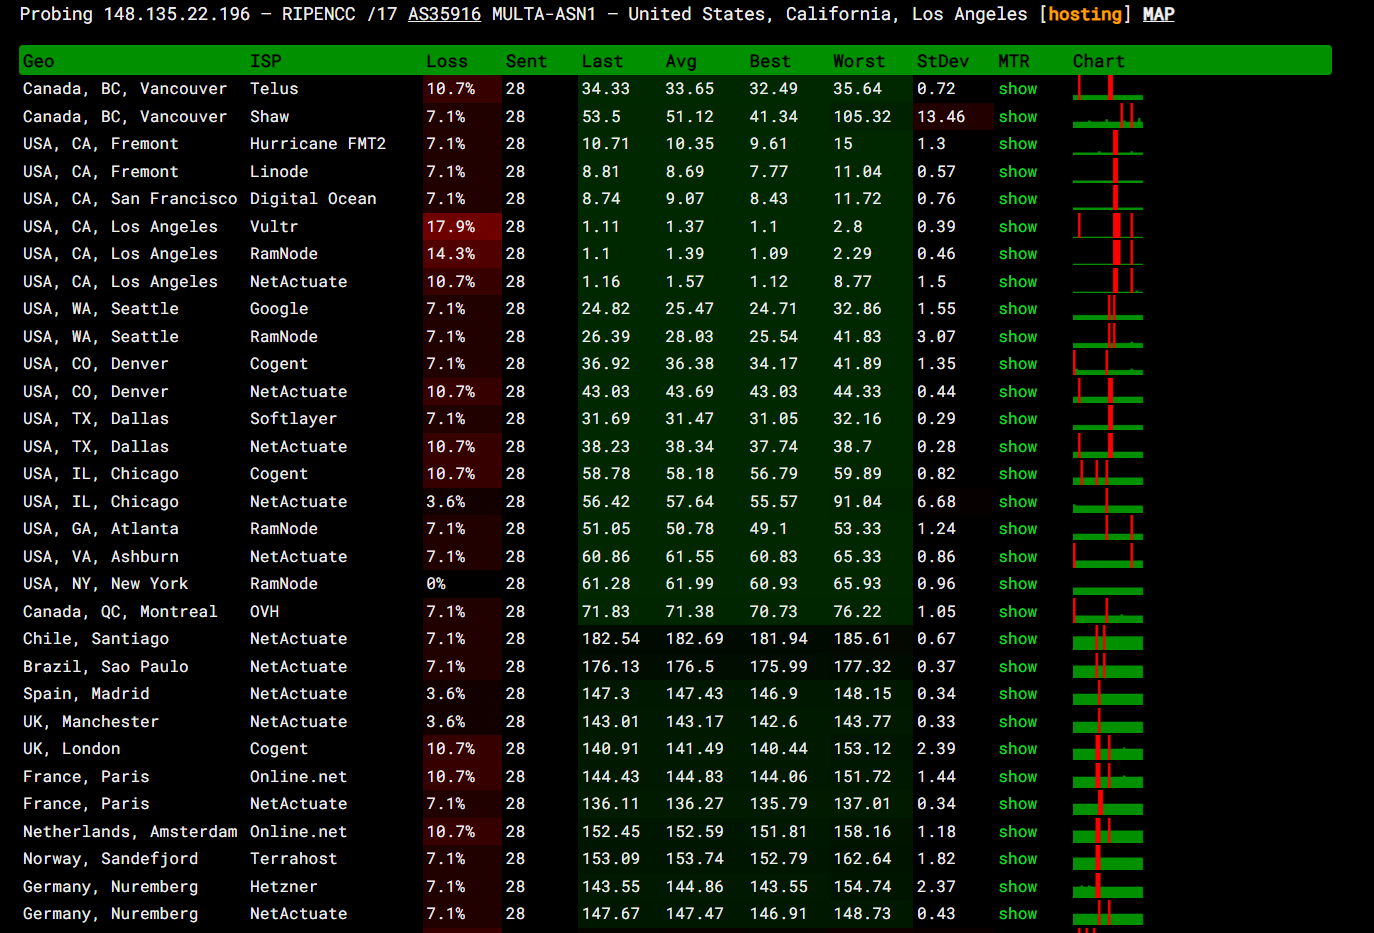 Probing 148.135.22.196 — RIPENCC /17 AS35916 MULTA-ASN1 — United States, California, Los Angeles [hosting] MAP
Geo ISP Loss Sent Last Avg Best Worst StDev MTR Chart
Canada, BC, Vancouver Telus 10.7% 28 34.33 33.65 32.49 35.64 0.72 show
Canada, BC, Vancouver Shaw 7.1% 28 53.5 51.12 41.34 105.32 13.46 show
USA, CA, Fremont Hurricane FMT2 7.1% 28 10.71 10.35 9.61 15 1.3 show
USA, CA, Fremont Linode 7.1% 28 8.81 8.69 7.77 11.04 0.57 show
USA, CA, San Francisco Digital Ocean 7.1% 28 8.74 9.07 8.43 11.72 0.76 show
USA, CA, Los Angeles Vultr 17.9% 28 1.11 1.37 1.1 2.8 0.39 show
USA, CA, Los Angeles RamNode 14.3% 28 1.1 1.39 1.09 2.29 0.46 show
USA, CA, Los Angeles NetActuate 10.7% 28 1.16 1.57 1.12 8.77 1.5 show
USA, WA, Seattle Google 7.1% 28 24.82 25.47 24.71 32.86 1.55 show
USA, WA, Seattle RamNode 7.1% 28 26.39 28.03 25.54 41.83 3.07 show
USA, CO, Denver Cogent 7.1% 28 36.92 36.38 34.17 41.89 1.35 show
USA, CO, Denver NetActuate 10.7% 28 43.03 43.69 43.03 44.33 0.44 show
USA, TX, Dallas Softlayer 7.1% 28 31.69 31.47 31.05 32.16 0.29 show
USA, TX, Dallas NetActuate 10.7% 28 38.23 38.34 37.74 38.7 0.28 show
USA, IL, Chicago Cogent 10.7% 28 58.78 58.18 56.79 59.89 0.82 show
USA, IL, Chicago NetActuate 3.6% 28 56.42 57.64 55.57 91.04 6.68 show
USA, GA, Atlanta RamNode 7.1% 28 51.05 50.78 49.1 53.33 1.24 show
USA, VA, Ashburn NetActuate 7.1% 28 60.86 61.55 60.83 65.33 0.86 show
USA, NY, New York RamNode 0% 28 61.28 61.99 60.93 65.93 0.96 show
Canada, QC, Montreal OVH 7.1% 28 71.83 71.38 70.73 76.22 1.05 show
Chile, Santiago NetActuate 7.1% 28 182.54 182.69 181.94 185.61 0.67 show
Brazil, Sao Paulo NetActuate 7.1% 28 176.13 176.5 175.99 177.32 0.37 show
Spain, Madrid NetActuate 3.6% 28 147.3 147.43 146.9 148.15 0.34 show
UK, Manchester NetActuate 3.6% 28 143.01 143.17 142.6 143.77 0.33 show
UK, London Cogent 10.7% 28 140.91 141.49 140.44 153.12 2.39 show
France, Paris Online.net 10.7% 28 144.43 144.83 144.06 151.72 1.44 show
France, Paris NetActuate 7.1% 28 136.11 136.27 135.79 137.01 0.34 show
Netherlands, Amsterdam Online.net 10.7% 28 152.45 152.59 151.81 158.16 1.18 show
Norway, Sandefjord Terrahost 7.1% 28 153.09 153.74 152.79 162.64 1.82 show
Germany, Nuremberg Hetzner 7.1% 28 143.55 144.86 143.55 154.74 2.37 show
Germany, Nuremberg NetActuate 7.1% 28 147.67 147.47 146.91 148.73 0.43 show